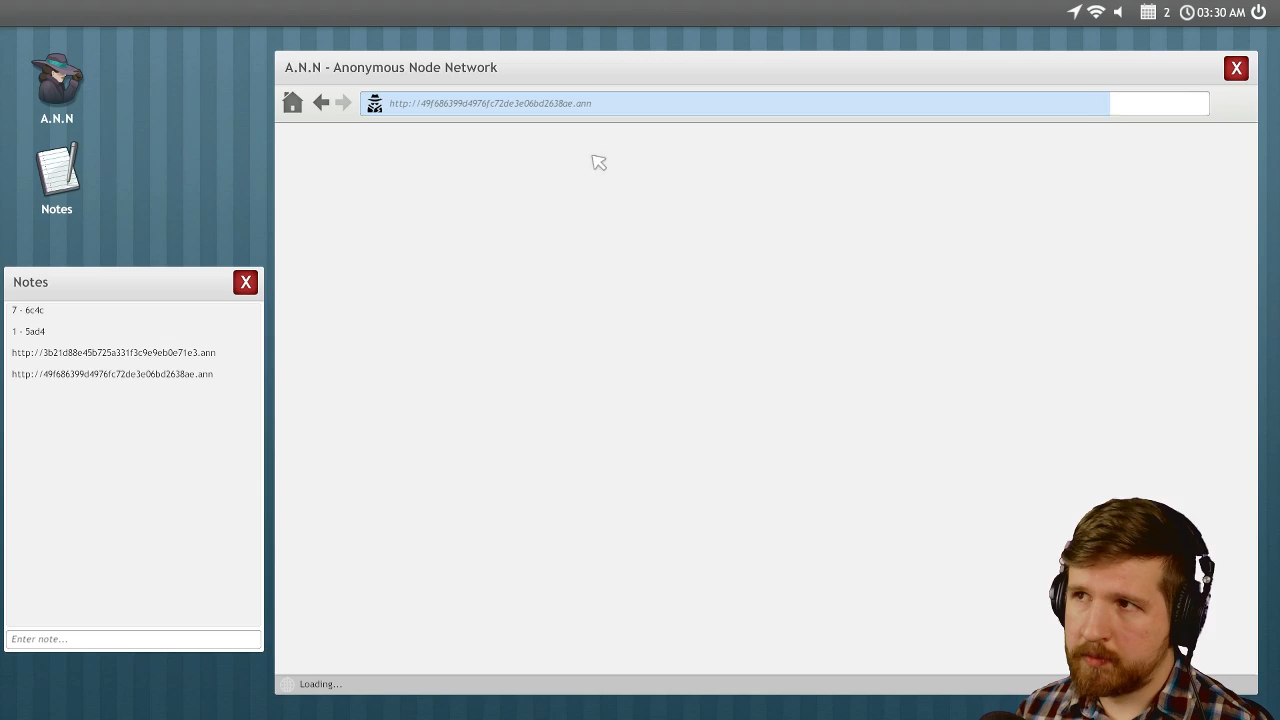 2
03:30 AM
A.N.N - Anonymous Node Network
X
http://49f686399d4976fc72de3e06bd2638ae.ann
A.N.N
Notes
Notes
X
7 - 6c4c
1 - 5ad4
http://3b21d88e45b725a331f3c9e9eb0e71e3.ann
http://49f686399d4976fc72de3e06bd2638ae.ann
Enter note...
Loading...